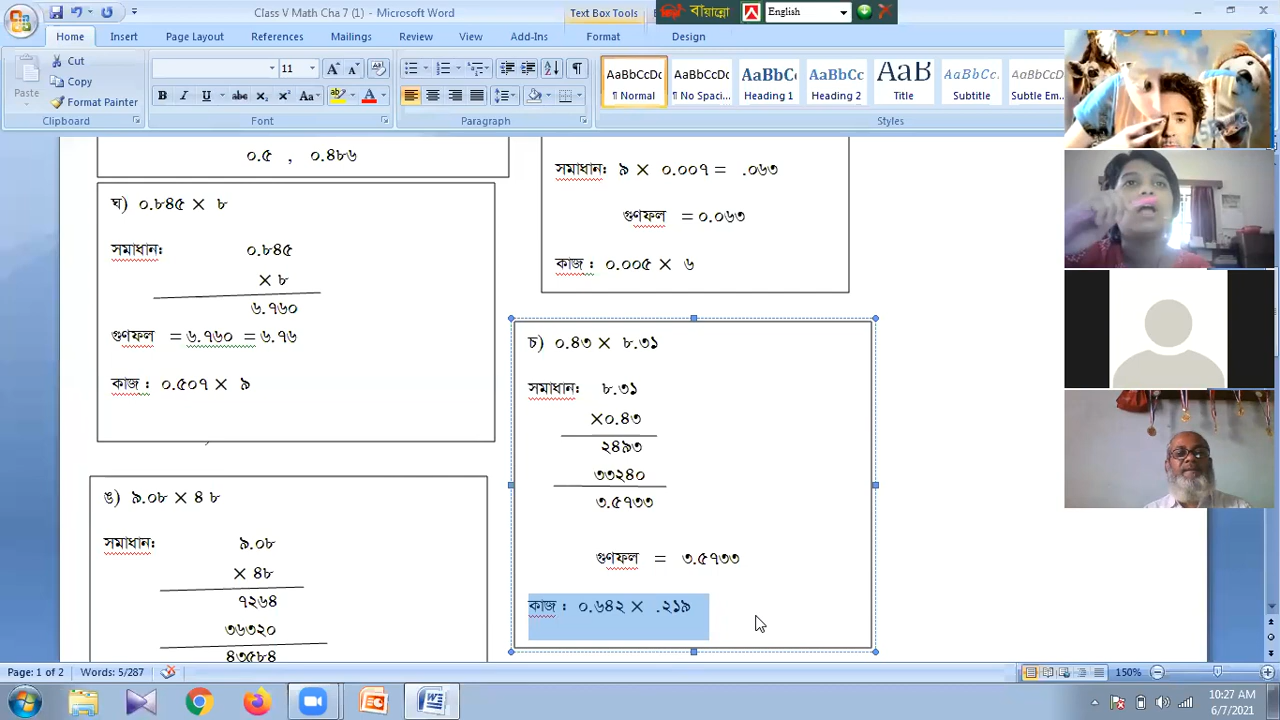 Class V Math Cha 7 (1) - Microsoft Word
Text Box Tools
English
Home Insert Page Layout References Mailings Review View Add-Ins Format Design
Paste
Cut
Copy
Format Painter
Clipboard
11
Font
Paragraph
AaBbCcDc AaBbCcDc AaBbC AaBbCc AaB AaBbCc. AaBbCcDa
¶ Normal ¶ No Spaci... Heading 1 Heading 2 Title Subtitle Subtle Em...
Styles
০.৫ , ০.৪৮৬
ঘ) ০.৮৪৫ × ৮
সমাধান: ০.৮৪৫
× ৮
৬.৭৬০
গুণফল = ৬.৭৬০ = ৬.৭৬
কাজ : ০.৫০৭ × ৯
ঙ) ৯.০৮ × ৪ ৮
সমাধান: ৯.০৮
× ৪৮
৭২৬৪
৩৬৩২০
৪৩৫৮৪
সমাধান: ৯ × ০.০০৭ = .০৬৩
গুণফল = ০.০৬৩
কাজ : ০.০০৫ × ৬
চ) ০.৪৩ × ৮.৩১
সমাধান: ৮.৩১
×০.৪৩
২৪৯৩
৩৩২৪০
৩.৫৭৩৩
গুণফল = ৩.৫৭৩৩
কাজ : ০.৬৪২ × .২১৯
Page: 1 of 2 Words: 5/287
150%
10:27 AM
6/7/2021